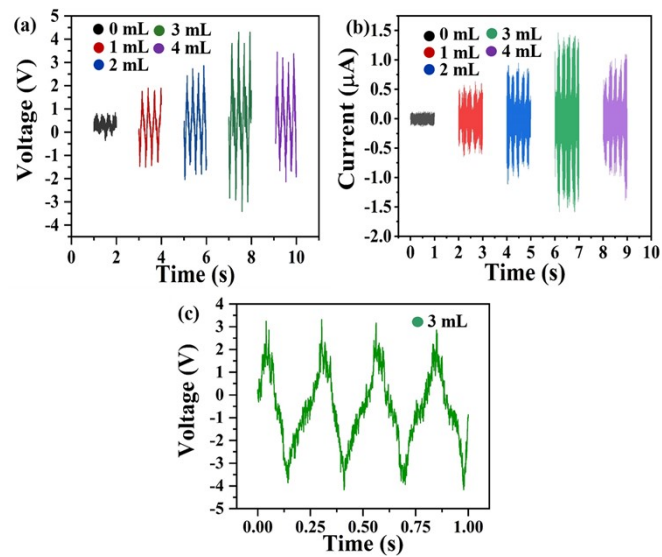 (a)
0 mL 3 mL
1 mL 4 mL
2 mL
Voltage (V)
5
4
3
2
1
0
-1
-2
-3
-4
0 2 4 6 8 10
Time (s)
(b)
0 mL 3 mL
1 mL 4 mL
2 mL
Current (µA)
1.5
1.0
0.5
0.0
-0.5
-1.0
-1.5
-2.0
0 1 2 3 4 5 6 7 8 9 10
Time (s)
(c)
3 mL
Voltage (V)
4
3
2
1
0
-1
-2
-3
-4
-5
0.00 0.25 0.50 0.75 1.00
Time (s)